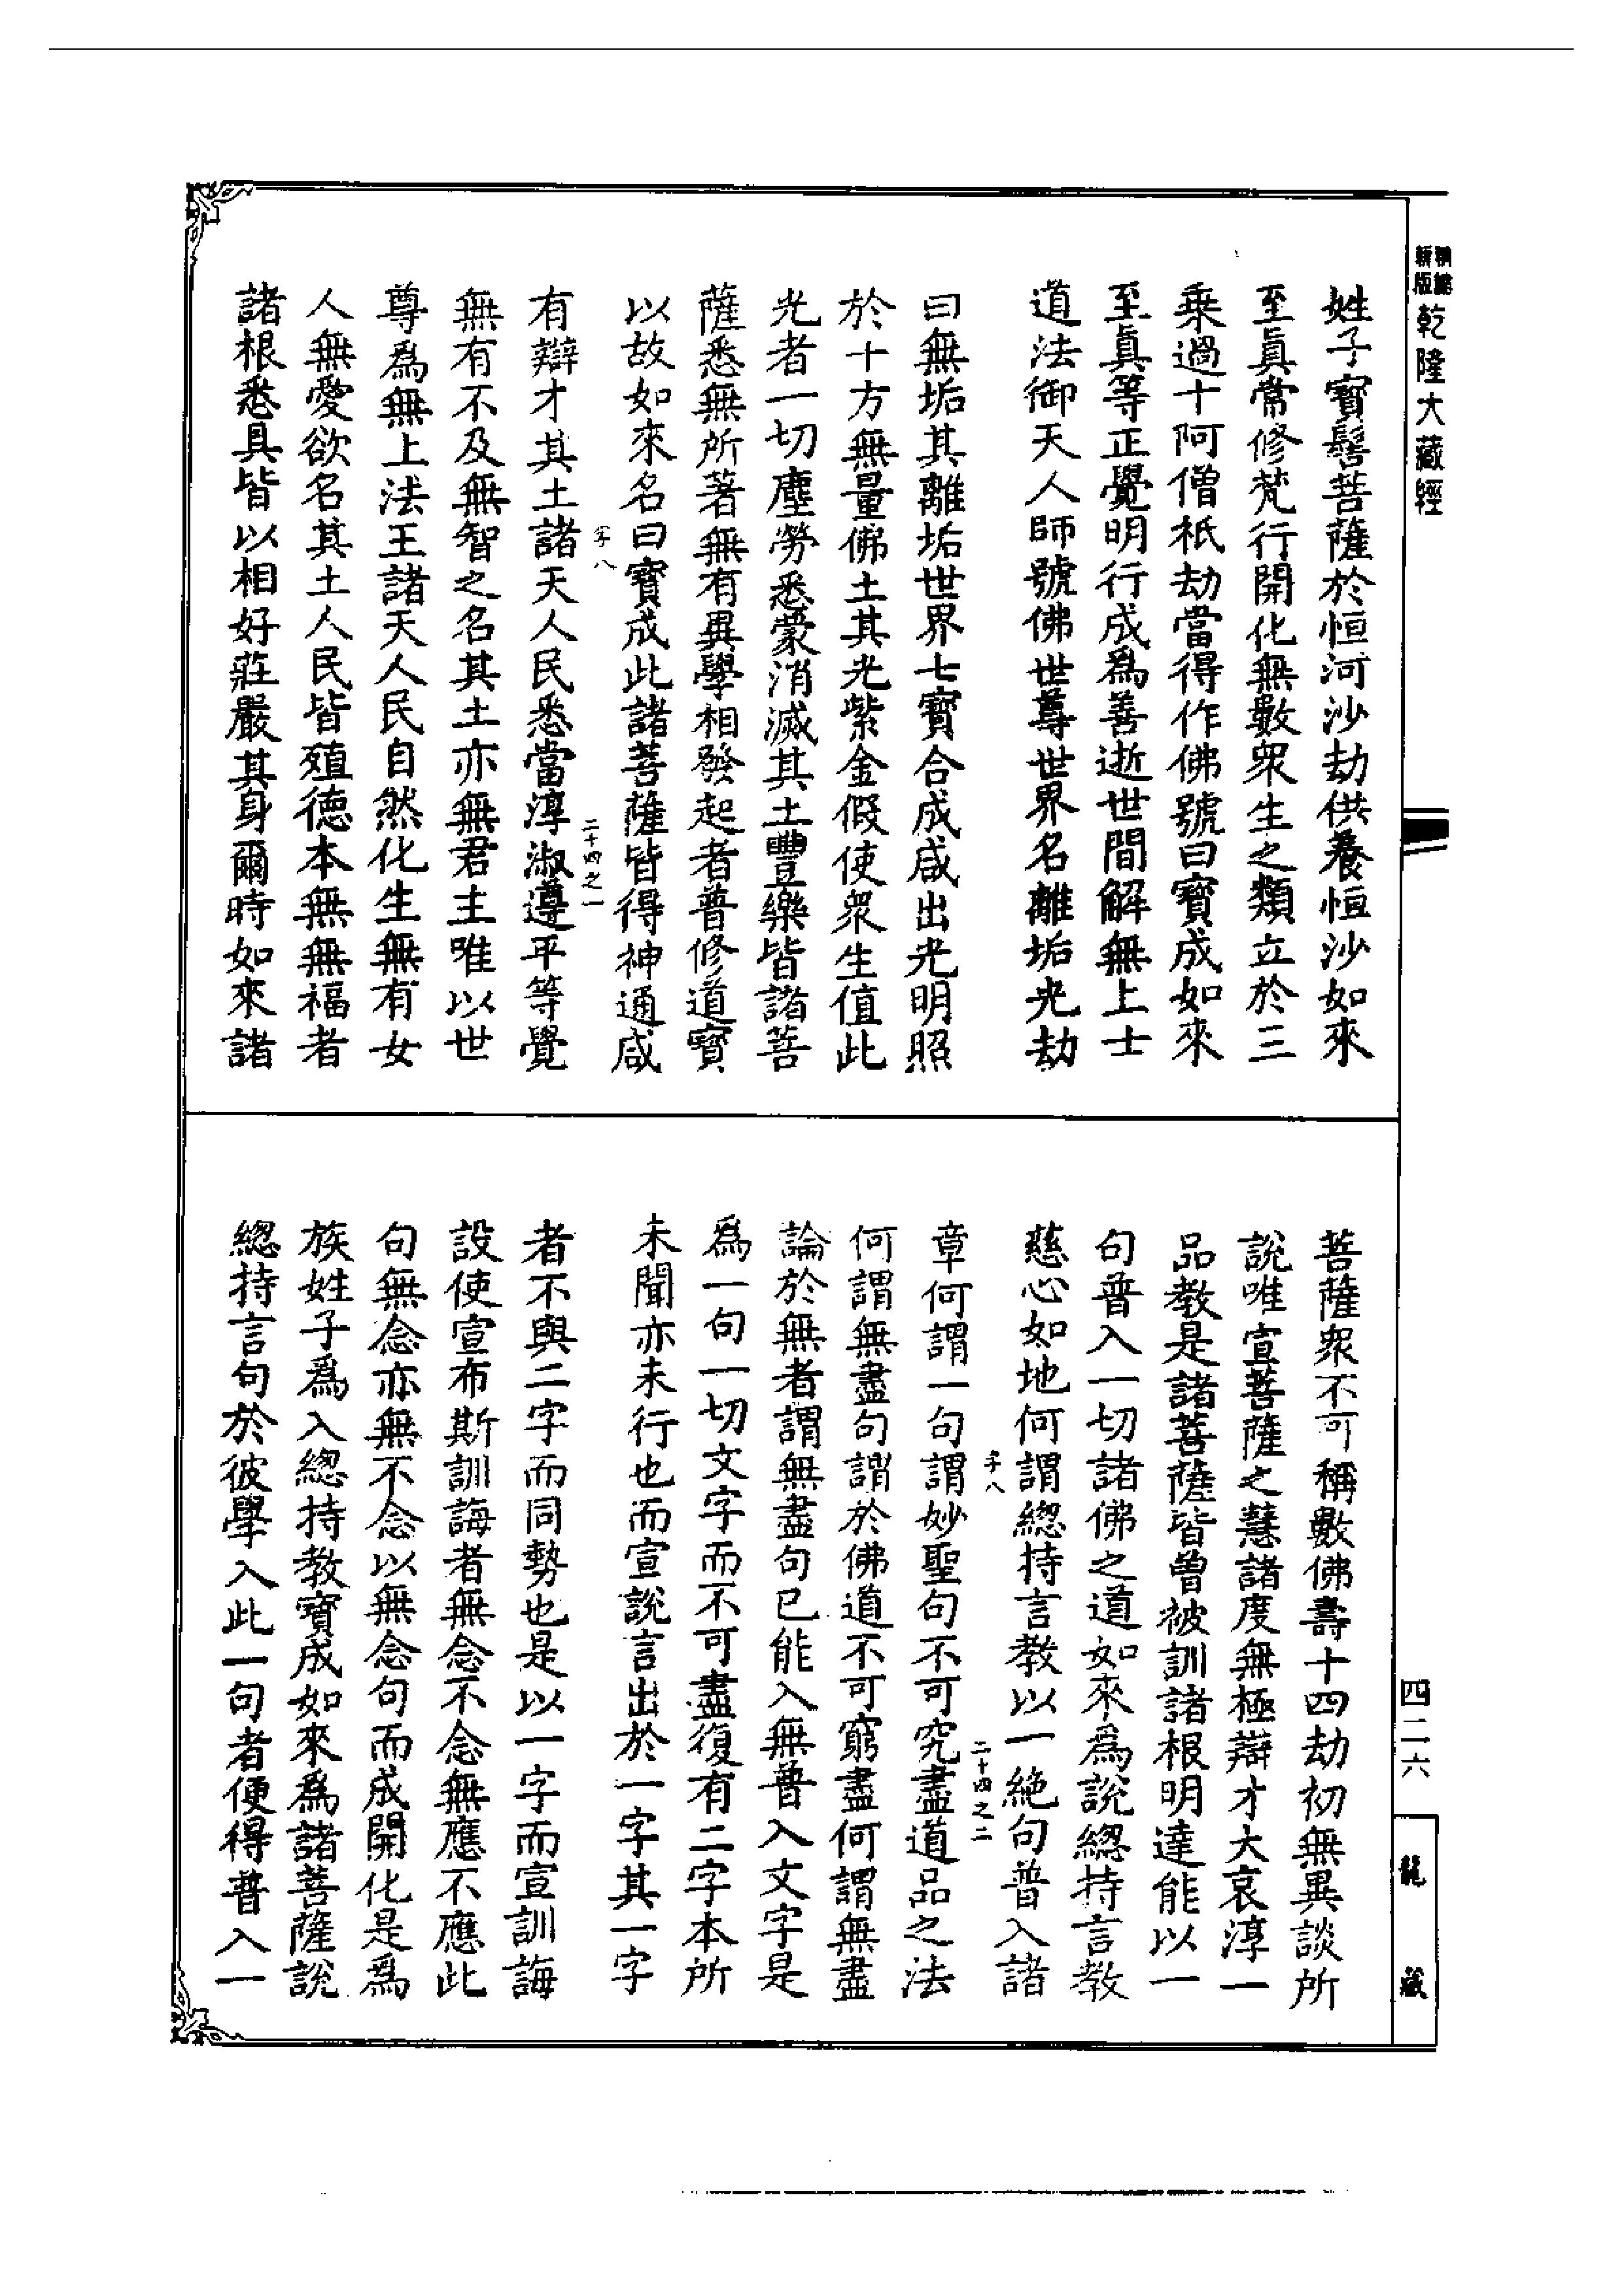 乾隆大藏經
姓子寶髻菩薩於恒河沙劫供養恒沙如來
至眞常修梵行開化無數衆生之類立於三
乘過十阿僧祇劫當得作佛號曰寶成如來
至眞等正覺明行成爲善逝世間解無上士
道法御天人師號佛世尊世界名離垢光劫
曰無垢其離垢世界七寶合成咸出光明照
於十方無量佛土其光紫金假使衆生值此
光者一切塵勞悉蒙消滅其土豐樂皆諸菩
薩悉無所著無有異學相發起者普修道寶
以故如來名曰寶成此諸菩薩皆得神通咸
二十四之一
有辯才其土諸天人民悉當淳淑遵平等覺
無有不及無智之名其土亦無君主唯以世
尊爲無上法王諸天人民自然化生無有女
人無愛欲名其土人民皆殖德本無無福者
諸根悉具皆以相好莊嚴其身爾時如來諸
菩薩衆不可稱數佛壽十四劫初無異談所
說唯宣菩薩之慧諸度無極辯才大哀淳一
品教是諸菩薩皆曾被訓諸根明達能以一
句普入一切諸佛之道如來爲說總持言教
慈心如地何謂總持言教以一絶句普入諸
二十四之二
章何謂一句謂妙聖句不可究盡道品之法
何謂無盡句謂於佛道不可窮盡何謂無盡
論於無者謂無盡句已能入無普入文字是
爲一句一切文字而不可盡復有二字本所
未聞亦未行也而宣說言出於一字其一字
者不與二字而同勢也是以一字而宣訓誨
設使宣布斯訓誨者無念不念無應不應此
句無念亦無不念以無念句而成開化是爲
族姓子爲入總持教寶成如來爲諸菩薩說
總持言句於彼學入此一句者便得普入一
四二六
龍藏